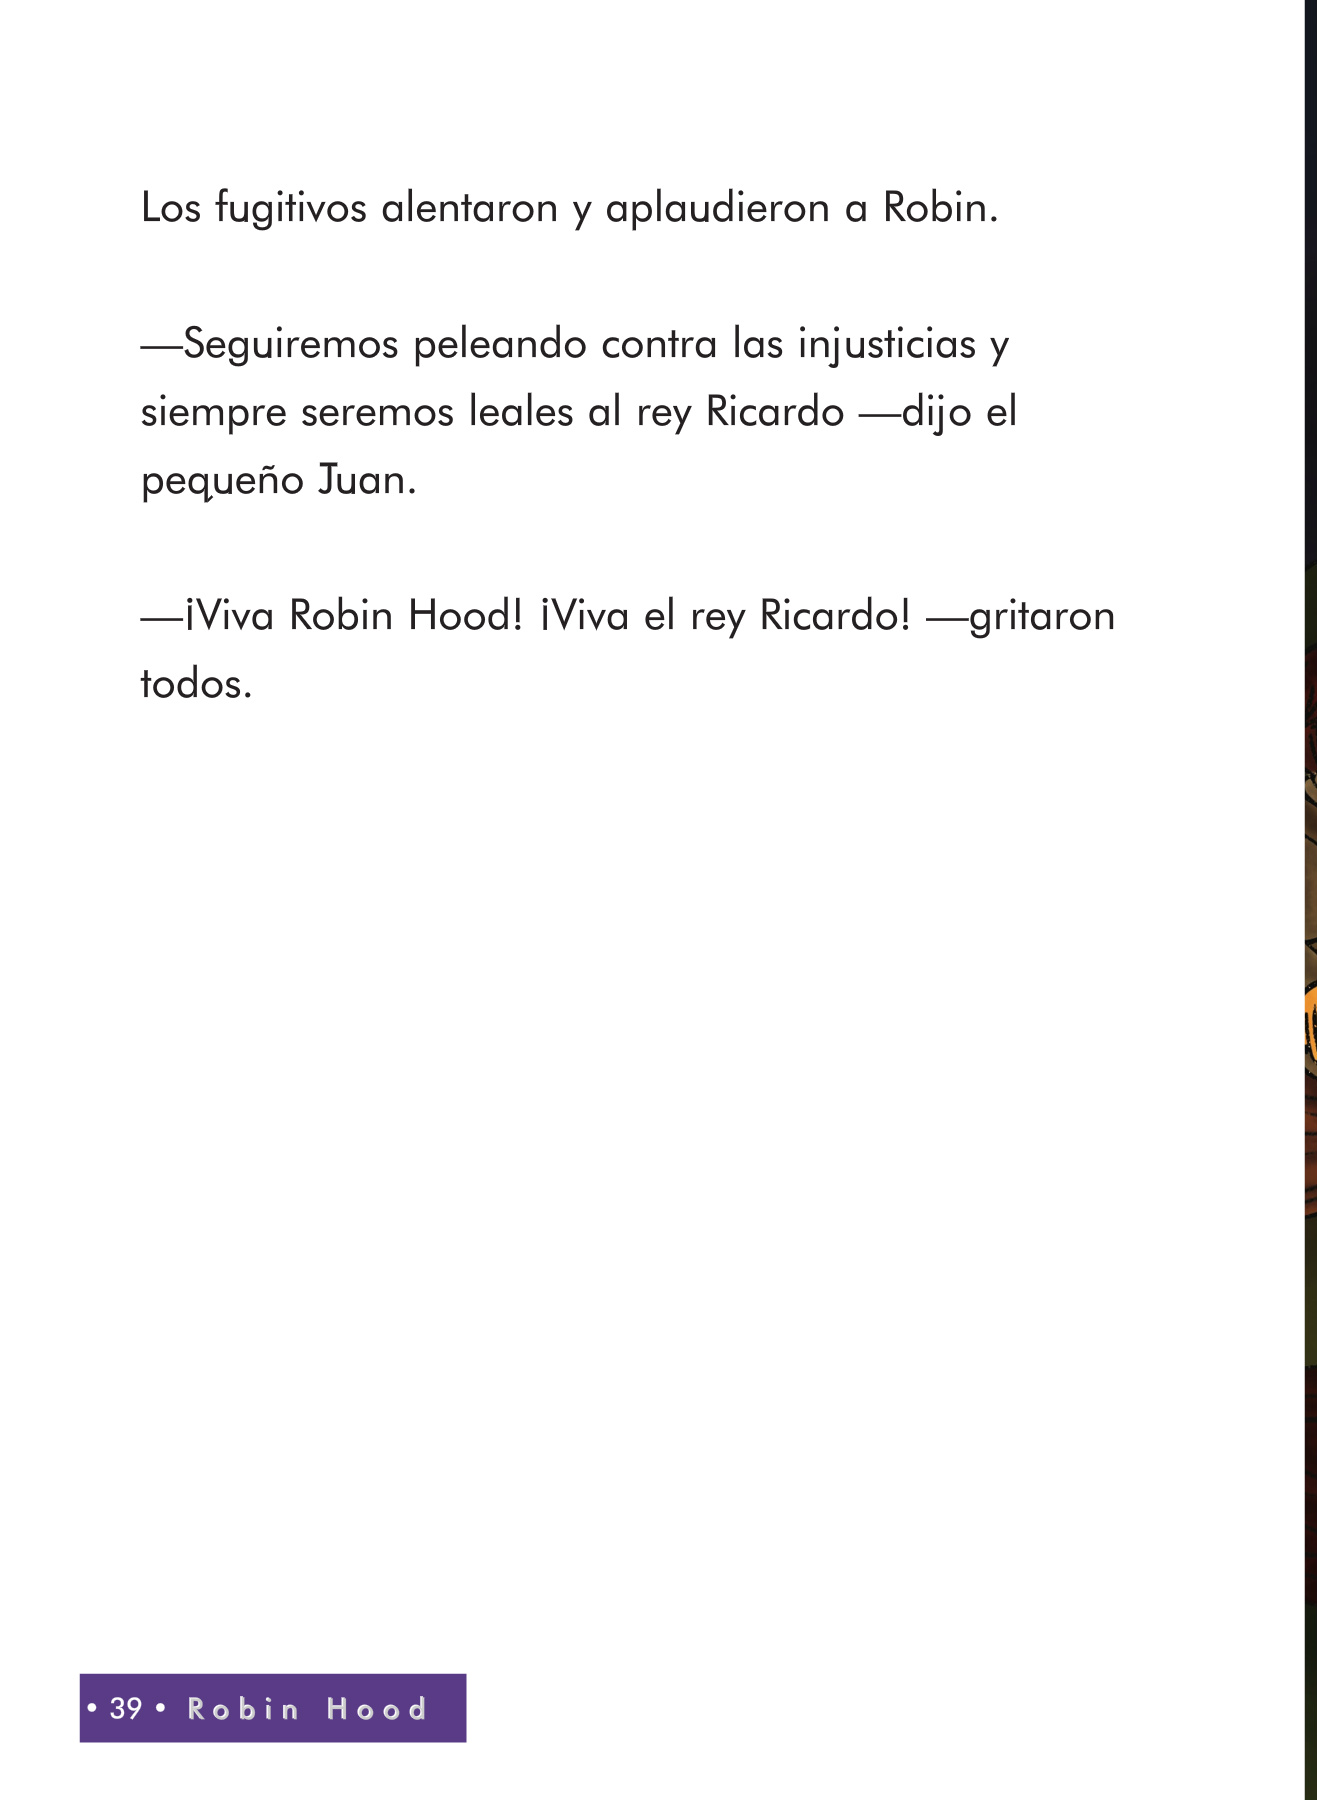 Los fugitivos alentaron y aplaudieron a Robin.
—Seguiremos peleando contra las injusticias y
siempre seremos leales al rey Ricardo —dijo el
pequeño Juan.
—¡Viva Robin Hood! ¡Viva el rey Ricardo! —gritaron
todos.
• 39 • Robin Hood